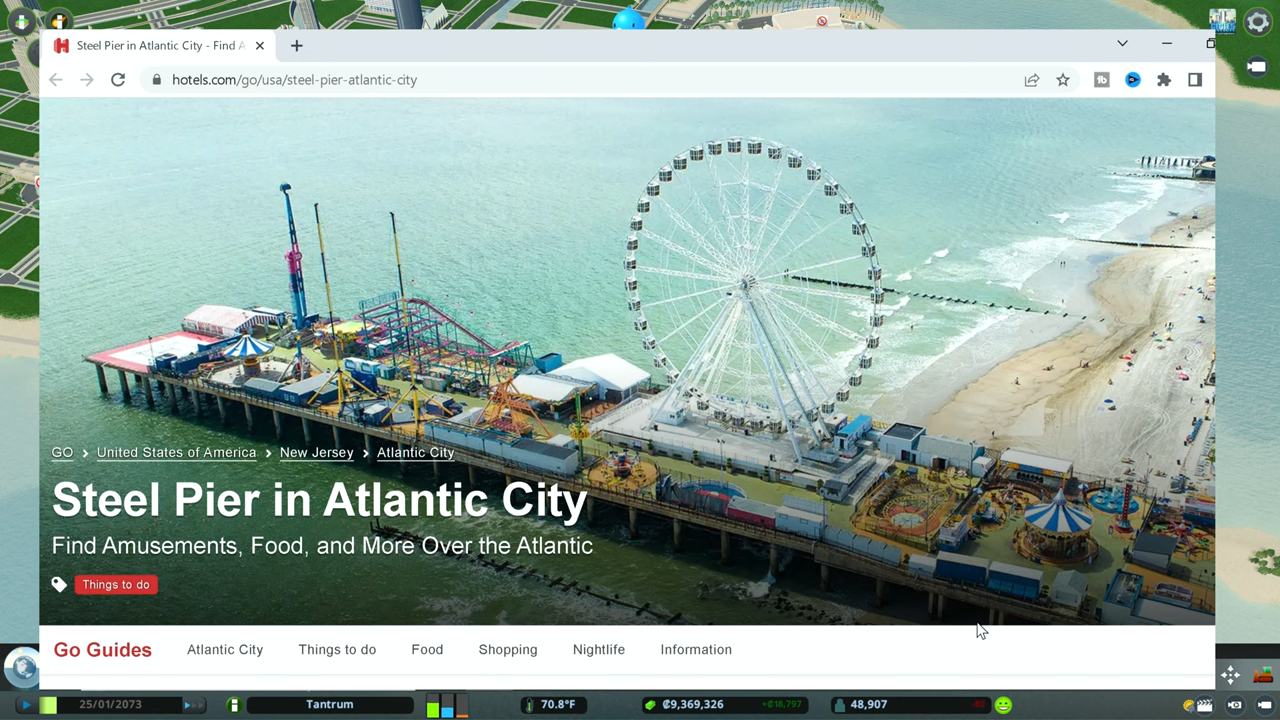 Steel Pier in Atlantic City - Find A
hotels.com/go/usa/steel-pier-atlantic-city
GO > United States of America > New Jersey > Atlantic City
Steel Pier in Atlantic City
Find Amusements, Food, and More Over the Atlantic
Things to do
Go Guides Atlantic City Things to do Food Shopping Nightlife Information
25/01/2073 Tantrum 70.8°F ₡9,369,326 +₡18,797 48,907 -80